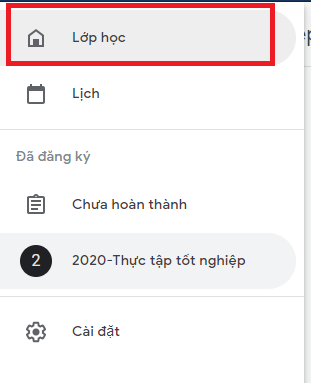 Lớp học
Lịch
Đã đăng ký
Chưa hoàn thành
2
2020-Thực tập tốt nghiệp
Cài đặt